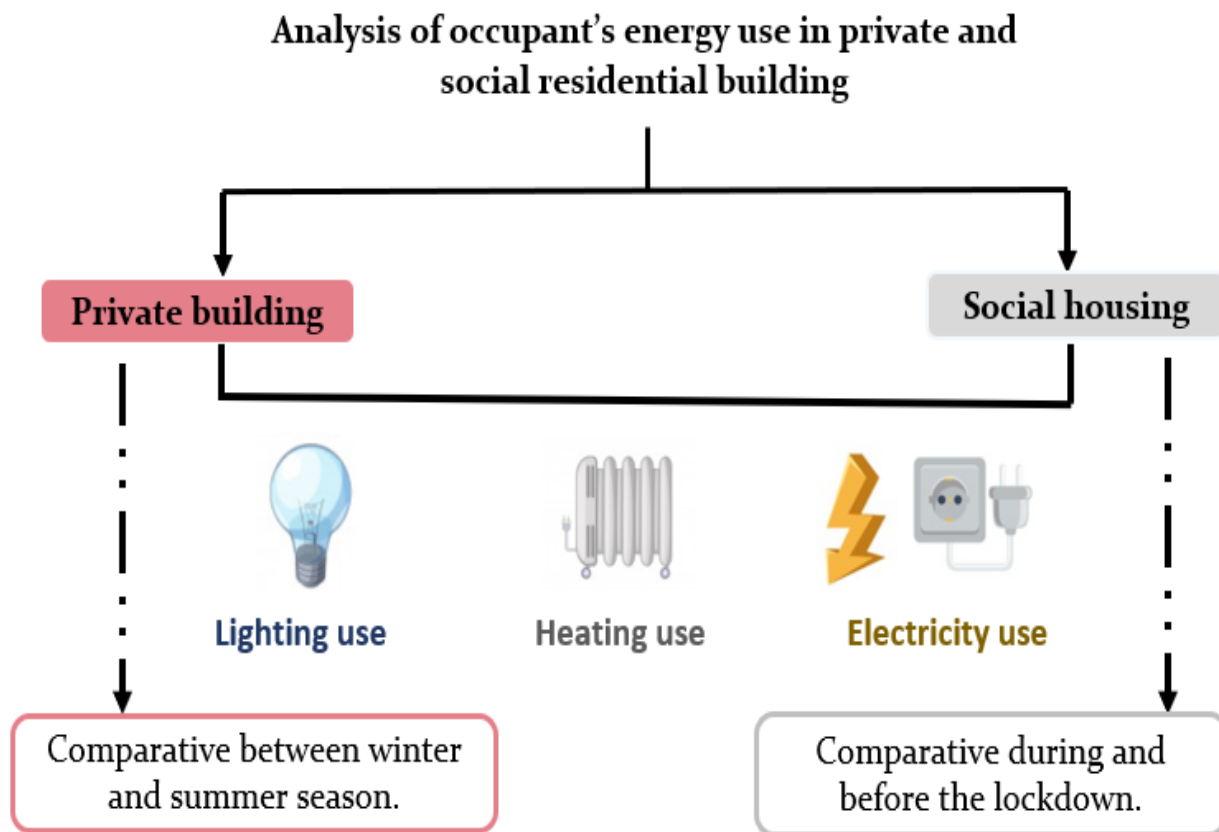 Analysis of occupant’s energy use in private and
social residential building
Private building
Social housing
Lighting use
Heating use
Electricity use
Comparative between winter
and summer season.
Comparative during and
before the lockdown.